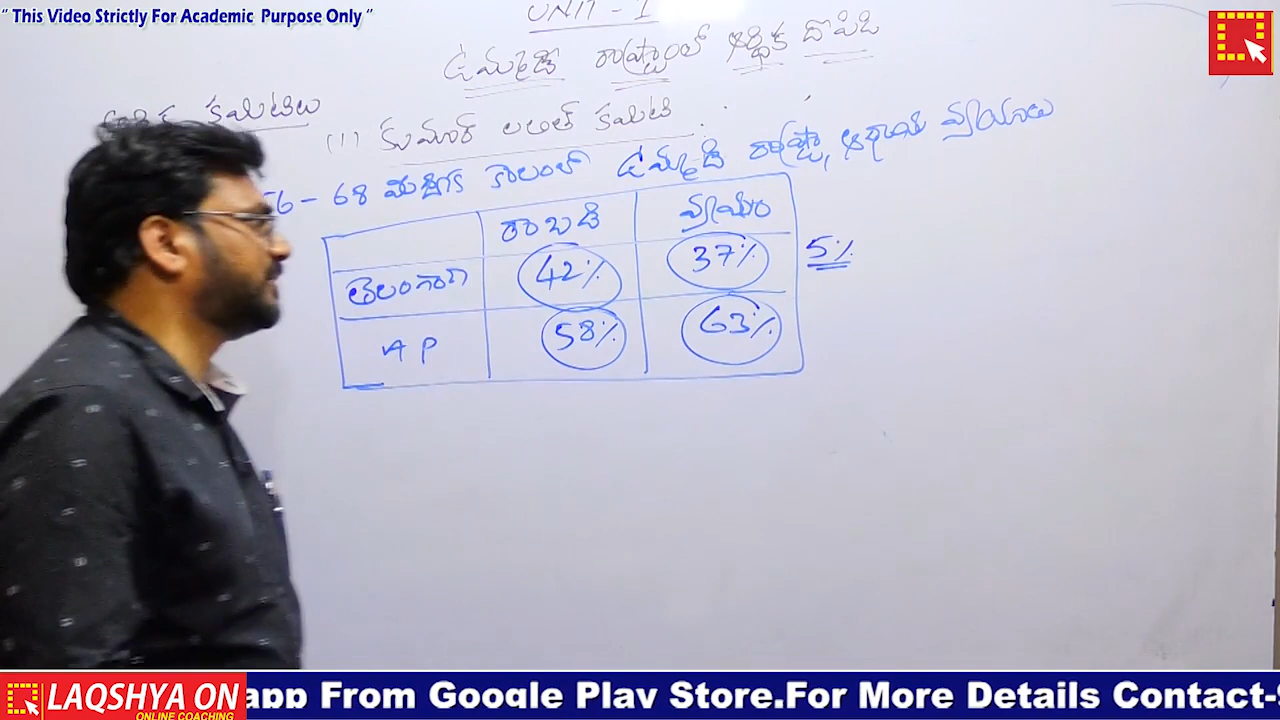 " This Video Strictly For Academic Purpose Only "
UNIT - I
ఉమ్మడి రాష్ట్రంలో ఆర్థిక దోపిడి
కమిటీలు
(1) కుమార్ లలిత్ కమిటి
56 - 68 మధ్య కాలంలో ఉమ్మడి రాష్ట్ర ఆదాయ వ్యయాలు
రాబడి వ్యయం
తెలంగాణ 42% 37% 5%
AP 58% 63%
LAQSHYA ON
ONLINE COACHING
app From Google Play Store.For More Details Contact-